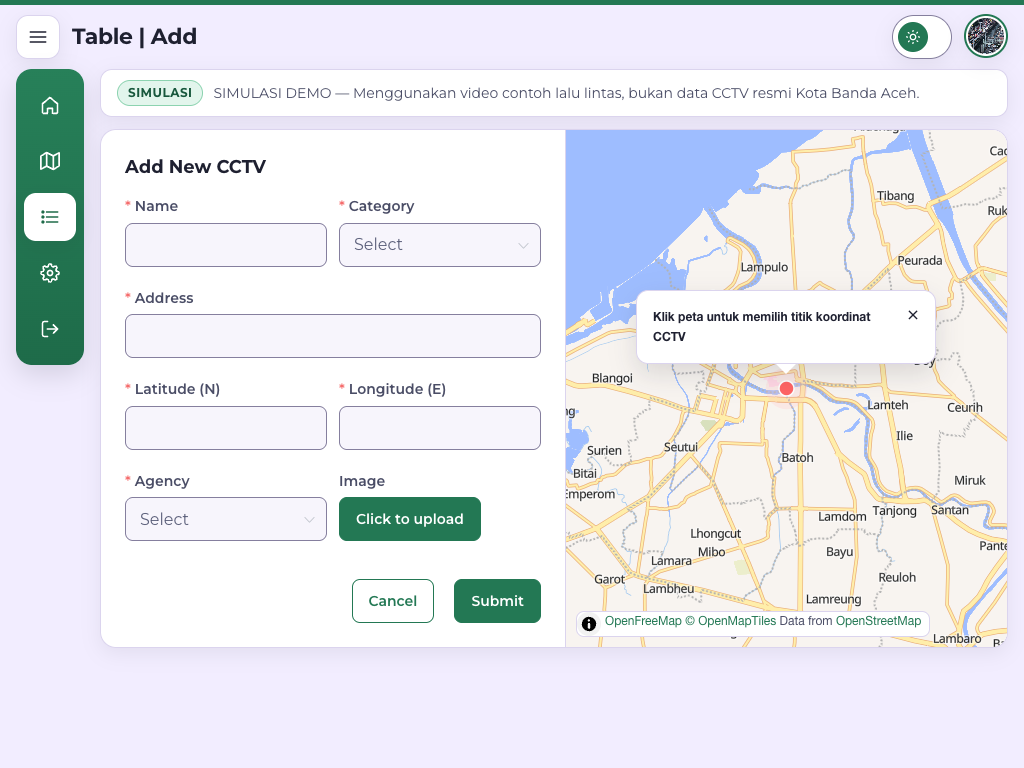 Table | Add
SIMULASI
SIMULASI DEMO — Menggunakan video contoh lalu lintas, bukan data CCTV resmi Kota Banda Aceh.
Add New CCTV
* Name
* Category
Select
* Address
* Latitude (N)
* Longitude (E)
* Agency
Image
Select
Click to upload
Cancel
Submit
Tibang
Peurada
Lampulo
Klik peta untuk memilih titik koordinat
CCTV
Blangoi
Lamteh
Ceurih
Ilie
Surien
Seutui
Batoh
Bitai
Emperom
Miruk
Lamdom
Tanjong
Santan
Lhongcut
Mibo
Bayu
Lamara
Garot
Lambheu
Reuloh
Lamreung
OpenFreeMap © OpenMapTiles Data from OpenStreetMap
Lambaro